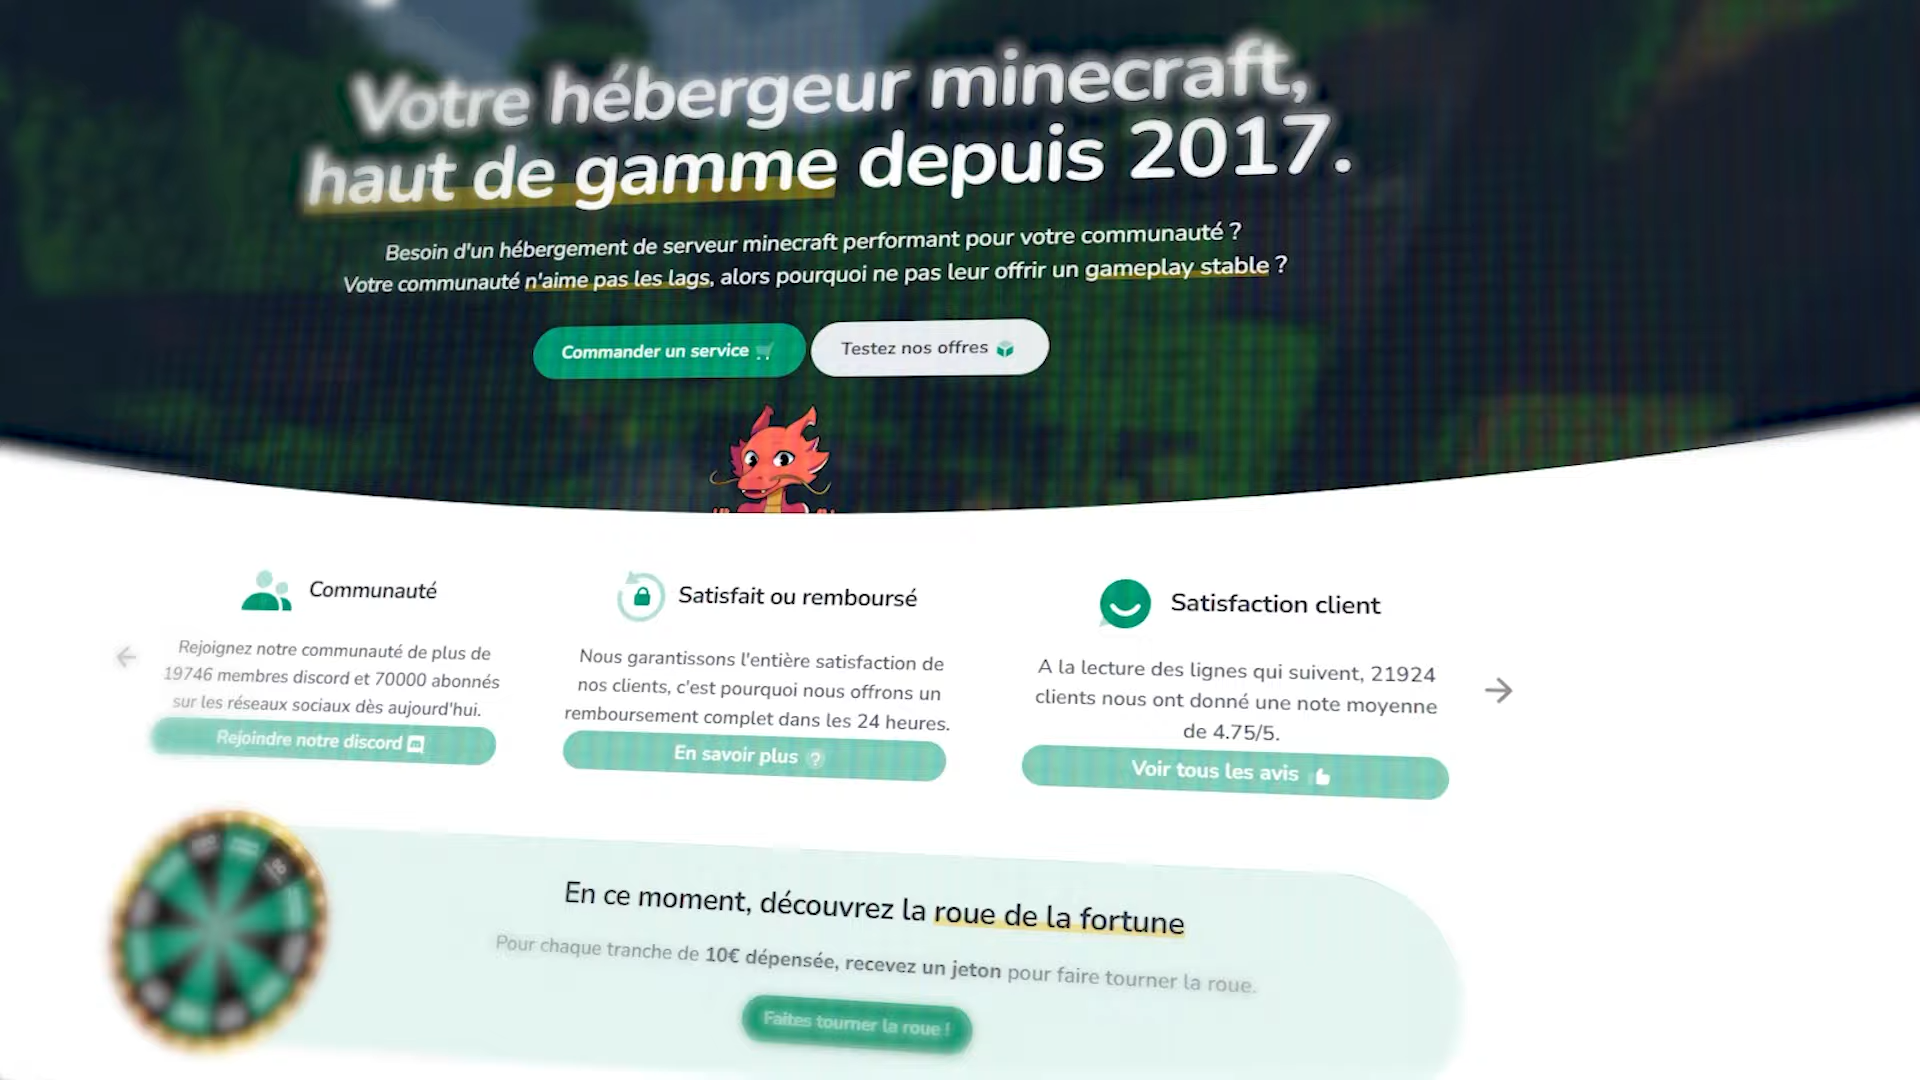 Votre hébergeur minecraft,
haut de gamme depuis 2017.
Besoin d'un hébergement de serveur minecraft performant pour votre communauté ?
Votre communauté n'aime pas les lags, alors pourquoi ne pas leur offrir un gameplay stable ?
Commander un service
Testez nos offres
Communauté
Rejoignez notre communauté de plus de
19746 membres discord et 70000 abonnés
sur les réseaux sociaux dès aujourd'hui.
Rejoindre notre discord
Satisfait ou remboursé
Nous garantissons l'entière satisfaction de
nos clients, c'est pourquoi nous offrons un
remboursement complet dans les 24 heures.
En savoir plus
Satisfaction client
A la lecture des lignes qui suivent, 21924
clients nous ont donné une note moyenne
de 4.75/5.
Voir tous les avis
En ce moment, découvrez la roue de la fortune
Pour chaque tranche de 10€ dépensée, recevez un jeton pour faire tourner la roue.
Faites tourner la roue !